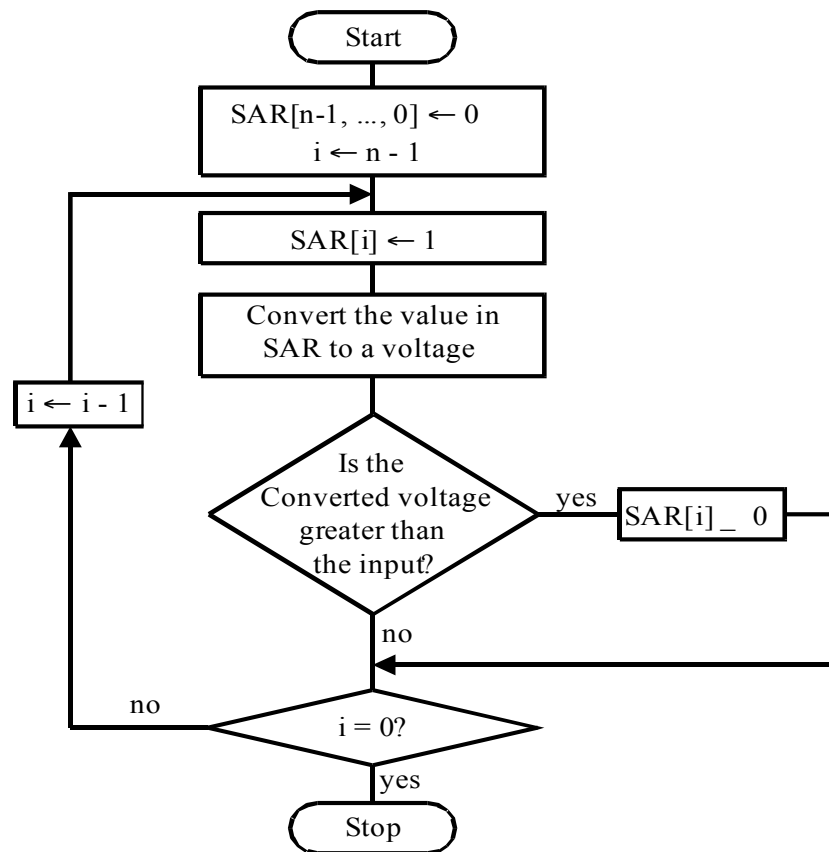 Start
SAR[n-1, ..., 0] ← 0
i ← n - 1
SAR[i] ← 1
Convert the value in
SAR to a voltage
i ← i - 1
Is the
Converted voltage
greater than
the input?
yes
SAR[i] _ 0
no
no
i = 0?
yes
Stop